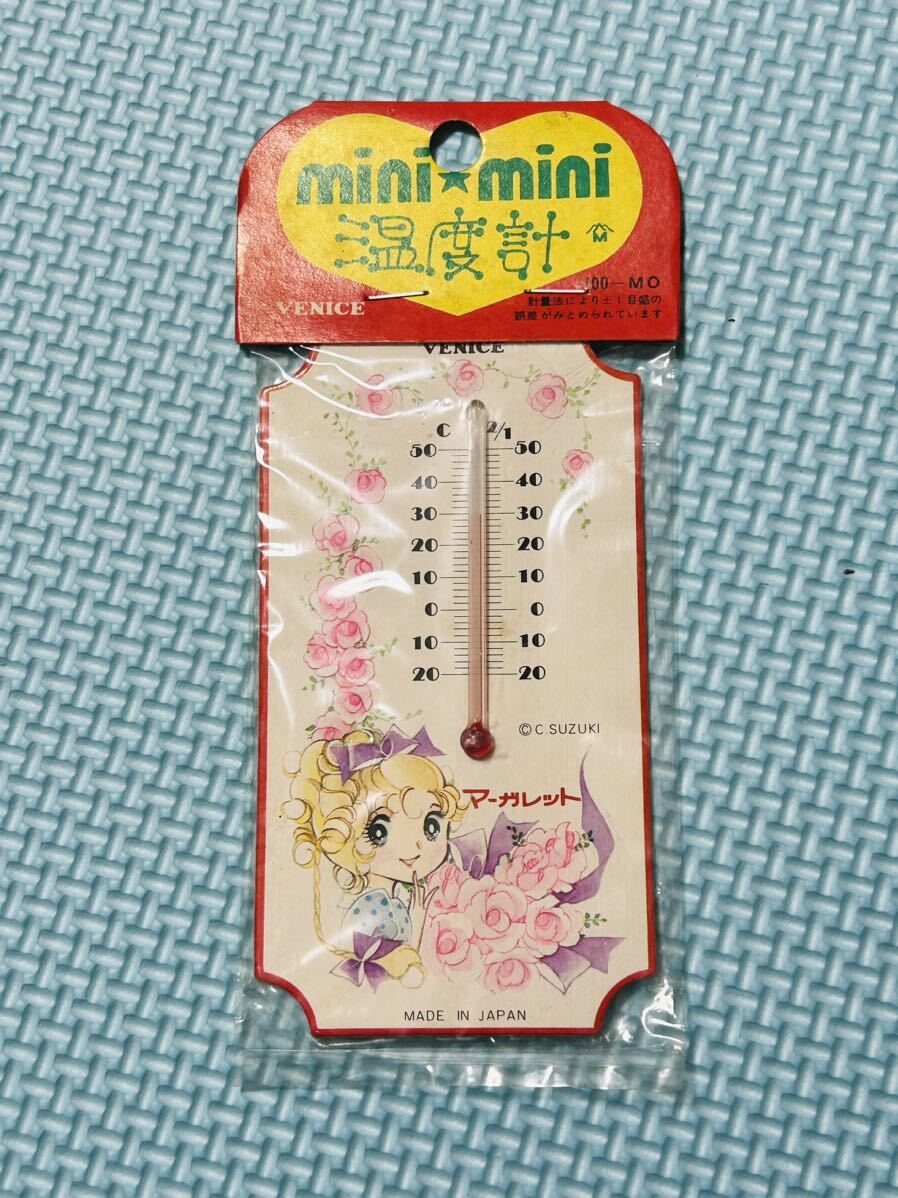 mini★mini
温度計
100-MO
VENICE
計量法により±1目盛の
誤差がみとめられています
VENICE
C 2/1
50 50
40 40
30 30
20 20
10 10
0 0
10 10
20 20
©C.SUZUKI
マーガレット
MADE IN JAPAN